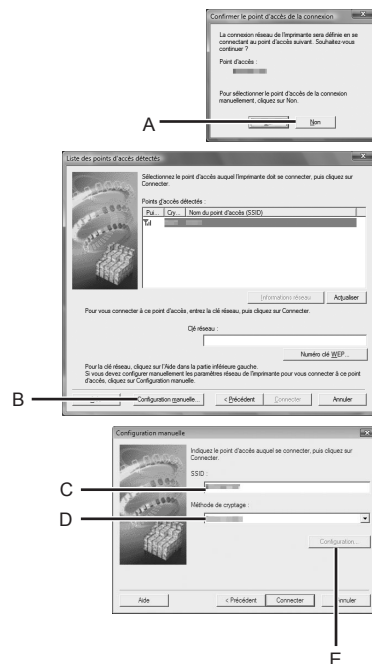 Confirmer le point d'accès de la connexion
La connexion réseau de l'imprimante sera définie en se
connectant au point d'accès suivant. Souhaitez-vous
continuer ?
Point d'accès :
Pour sélectionner le point d'accès de la connexion
manuellement, cliquez sur Non.
A
Non
Liste des points d'accès détectés
Sélectionnez le point d'accès auquel l'imprimante doit se connecter, puis cliquez sur
Connecter.
Points d'accès détectés :
Pui... Cry... Nom du point d'accès (SSID)
Informations réseau Actualiser
Pour vous connecter à ce point d'accès, entrez la clé réseau, puis cliquez sur Connecter.
Clé réseau :
Numéro clé WEP...
Pour la clé réseau, cliquez sur l'Aide dans la partie inférieure gauche.
Si vous devez configurer manuellement les paramètres réseau de l'imprimante pour vous connecter à ce point
d'accès, cliquez sur Configuration manuelle.
B
Configuration manuelle... < Précédent Connecter Annuler
Configuration manuelle
Indiquez le point d'accès auquel se connecter, puis cliquez sur
Connecter.
SSID :
C
Méthode de cryptage :
D
Configuration...
Aide < Précédent Connecter Annuler
E